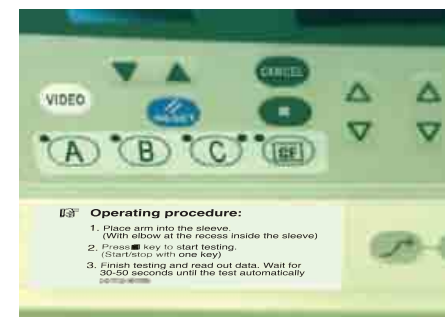 CANCEL
VIDEO
RESET
A B C CF
Operating procedure:
1. Place arm into the sleeve.
(With elbow at the recess inside the sleeve)
2. Press key to start testing.
(Start/stop with one key)
3. Finish testing and read out data. Wait for
30-50 seconds until the test automatically